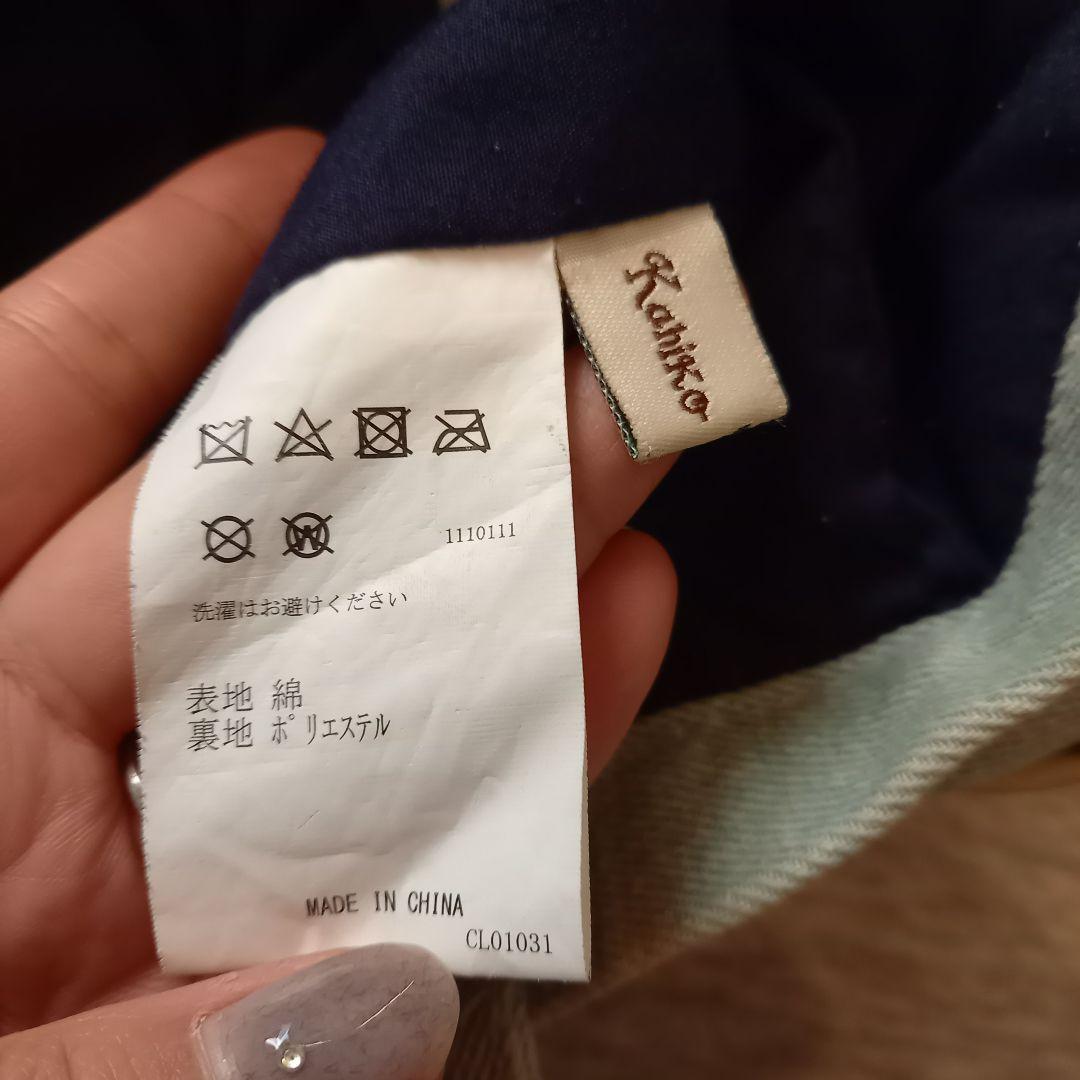 Kahiko
1110111
洗濯はお避けください
表地 綿
裏地 ポリエステル
MADE IN CHINA
CL01031